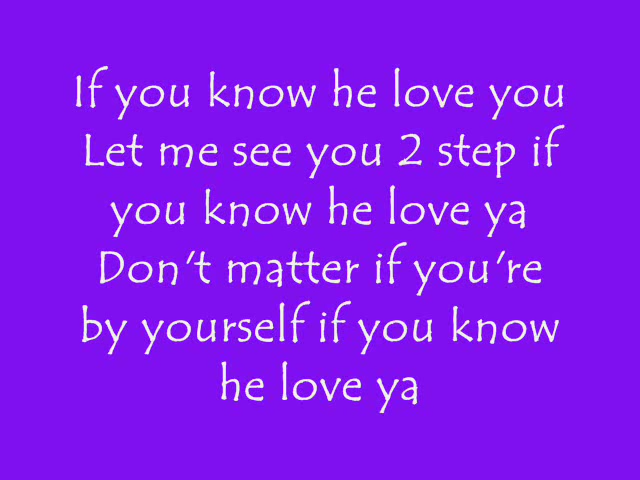 If you know he love you
Let me see you 2 step if
you know he love ya
Don't matter if you're
by yourself if you know
he love ya